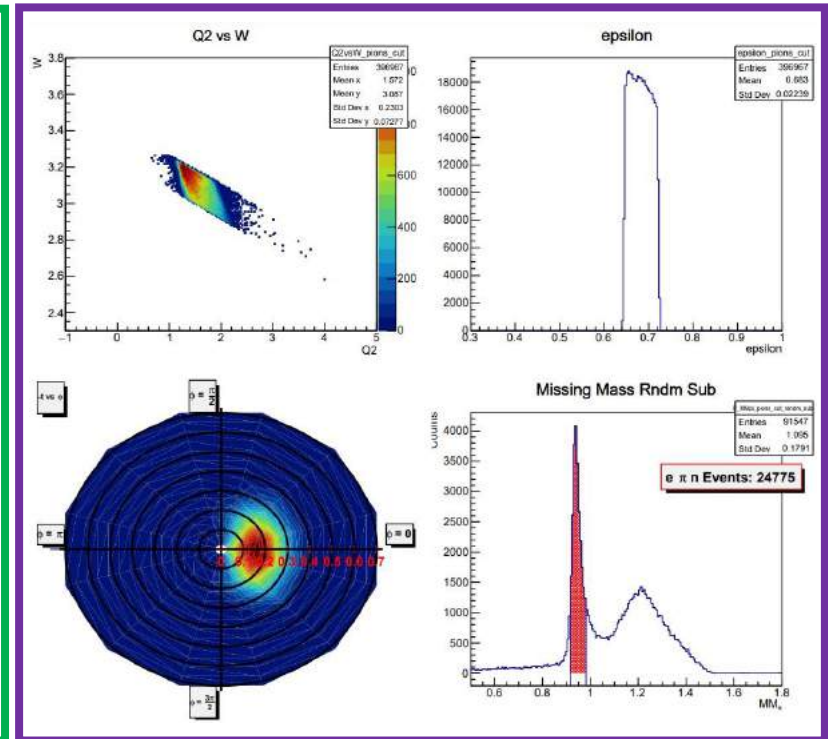 Q2 vs W
W
3.8
3.6
3.4
3.2
3
2.8
2.6
2.4
-1 0 1 2 3 4 5
Q2
Q2vsW_pions_cut
Entries 396967
Mean x 1.572
Mean y 3.087
Std Dev x 0.2303
Std Dev y 0.07277
600
400
200
0
epsilon
18000
16000
14000
12000
10000
8000
6000
4000
2000
0
0.3 0.4 0.5 0.6 0.7 0.8 0.9 1
epsilon
epsilon_pions_cut
Entries 396967
Mean 0.683
Std Dev 0.02239
0.3 0.4 0.5 0.6 0.7
Missing Mass Rndm Sub
Counts
4000
3500
3000
2500
2000
1500
1000
500
0
0.6 0.8 1 1.2 1.4 1.6 1.8
Entries 91547
Mean 1.095
Std Dev 0.1791
e π n Events: 24775